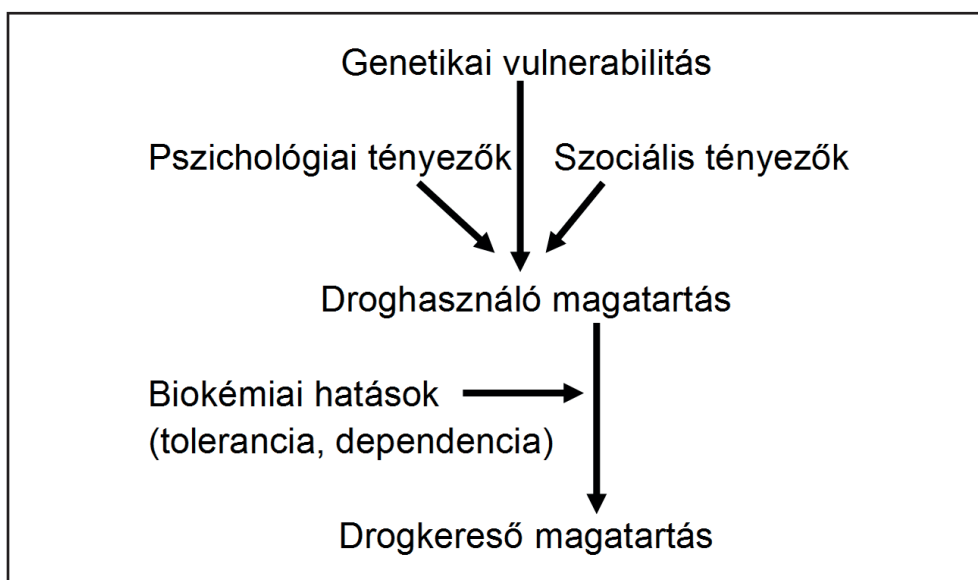 Genetikai vulnerabilitás
Pszichológiai tényezők
Szociális tényezők
Droghasználó magatartás
Biokémiai hatások
(tolerancia, dependencia)
Drogkereső magatartás